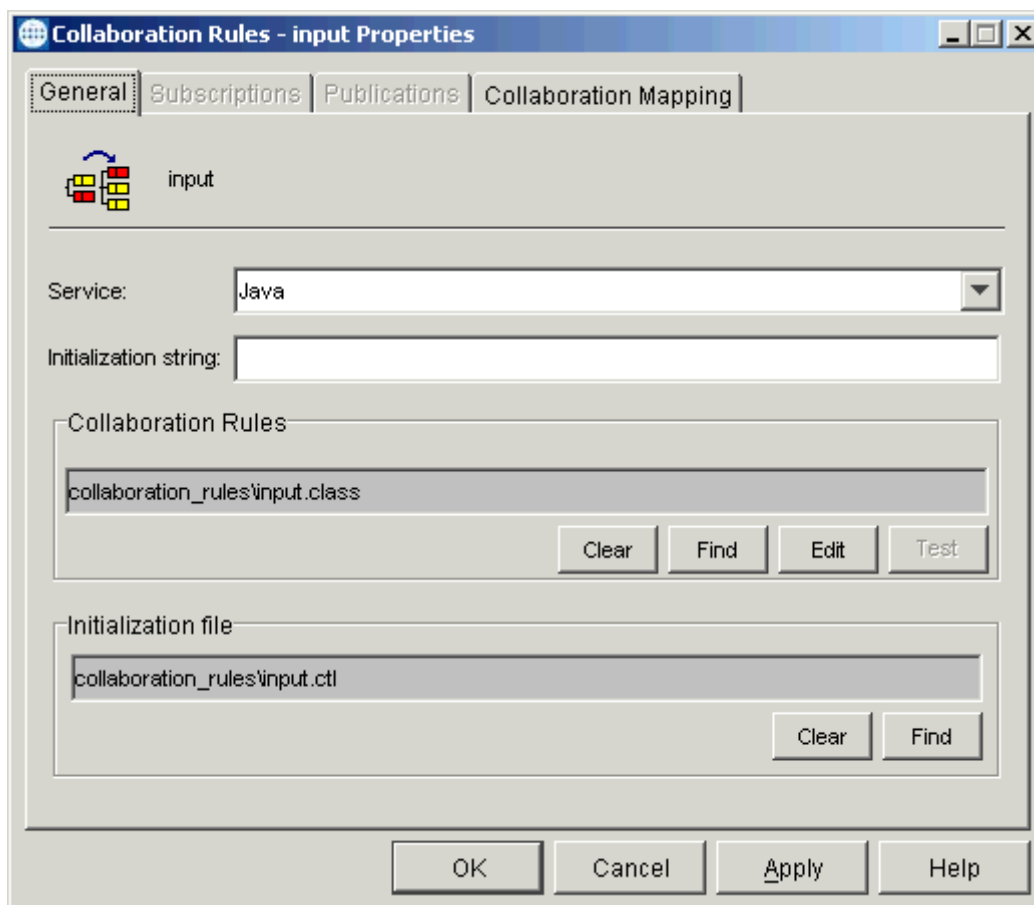 Collaboration Rules - input Properties
General Subscriptions Publications Collaboration Mapping
input
Service: Java
Initialization string:
Collaboration Rules
collaboration_rules\input.class
Clear Find Edit Test
Initialization file
collaboration_rules\input.ctl
Clear Find
OK Cancel Apply Help